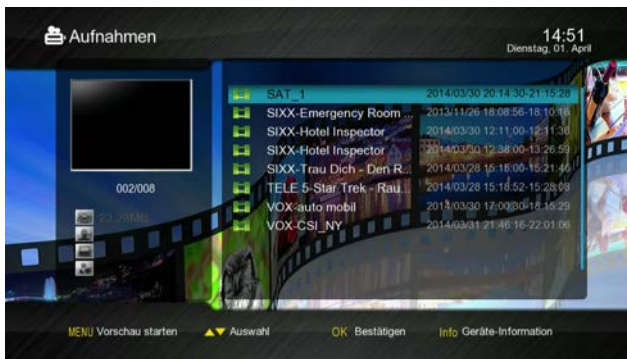 Aufnahmen
14:51
Dienstag, 01. April
SAT_1 2014/03/30 20:14:30-21:15:28
SIXX-Emergency Room ... 2013/11/26 18:08:56-18:10:16
SIXX-Hotel Inspector 2014/03/30 12:11:00-12:11:36
SIXX-Hotel Inspector 2014/03/30 12:38:00-13:26:59
SIXX-Trau Dich - Den R... 2014/03/28 15:16:00-15:21:46
TELE 5-Star Trek - Rau... 2014/03/28 15:18:52-15:28:08
VOX-auto mobil 2014/03/30 17:00:30-18:15:29
VOX-CSI_NY 2014/03/31 21:46:16-22:01:06
002/008
MENU Vorschau starten
Auswahl
OK Bestätigen
Info Geräte-Information